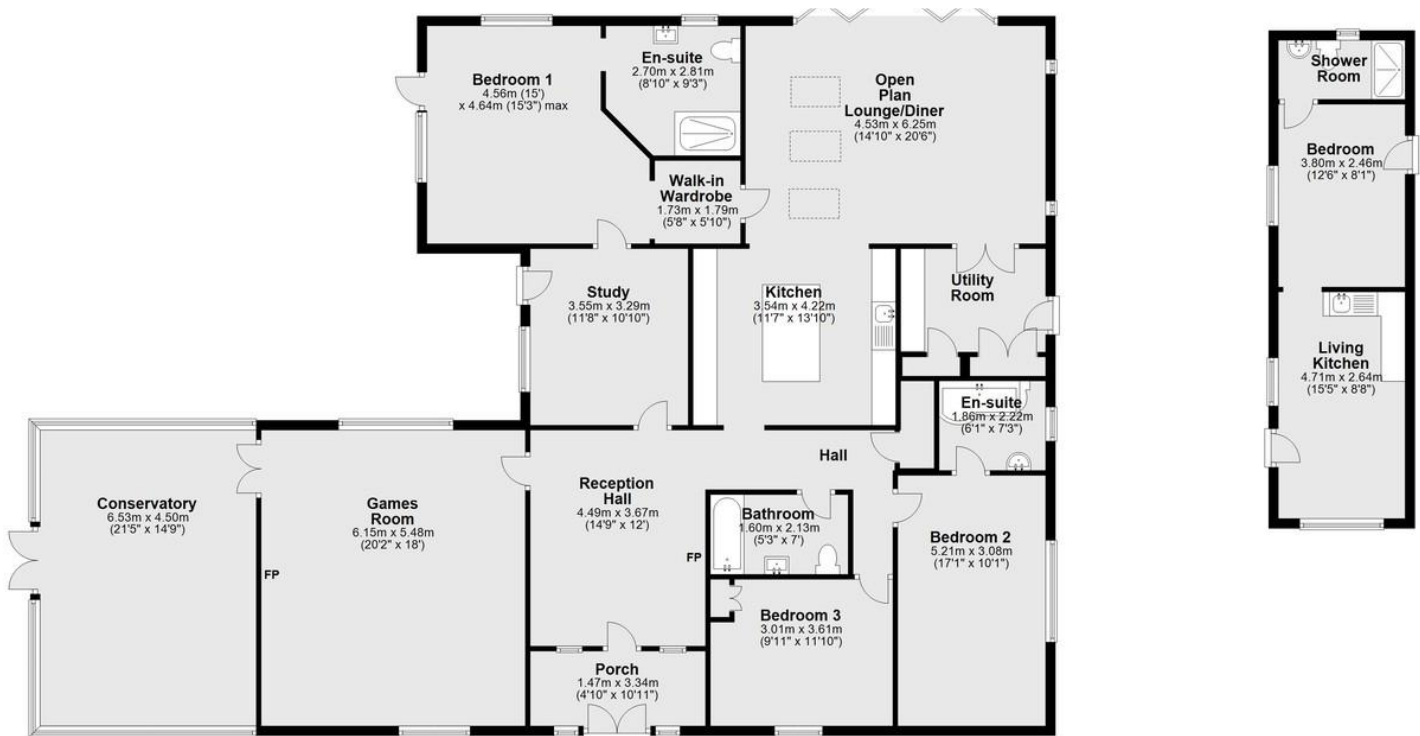 Bedroom 1
4.56m (15')
x 4.64m (15'3") max
En-suite
2.70m x 2.81m
(8'10" x 9'3")
Open
Plan
Lounge/Diner
4.53m x 6.25m
(14'10" x 20'6")
Walk-in
Wardrobe
1.73m x 1.79m
(5'8" x 5'10")
Study
3.55m x 3.29m
(11'8" x 10'10")
Kitchen
3.54m x 4.22m
(11'7" x 13'10")
Utility
Room
En-suite
1.86m x 2.22m
(6'1" x 7'3")
Hall
Conservatory
6.53m x 4.50m
(21'5" x 14'9")
Games
Room
6.15m x 5.48m
(20'2" x 18')
FP
Reception
Hall
4.49m x 3.67m
(14'9" x 12')
FP
Bathroom
1.60m x 2.13m
(5'3" x 7')
Bedroom 2
5.21m x 3.08m
(17'1" x 10'1")
Bedroom 3
3.01m x 3.61m
(9'11" x 11'10")
Porch
1.47m x 3.34m
(4'10" x 10'11")
Shower
Room
Bedroom
3.80m x 2.46m
(12'6" x 8'1")
Living
Kitchen
4.71m x 2.64m
(15'5" x 8'8")